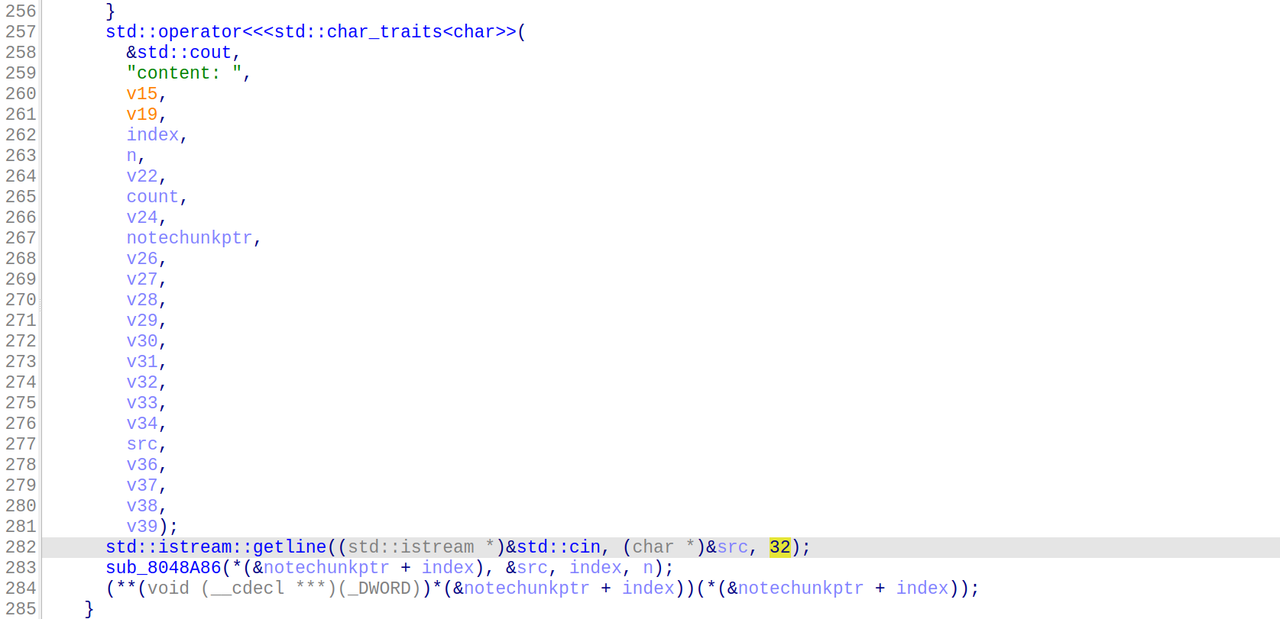 256 }
257 std::operator<<<std::char_traits<char>>(
258 &std::cout,
259 "content: ",
260 v15,
261 v19,
262 index,
263 n,
264 v22,
265 count,
266 v24,
267 notechunkptr,
268 v26,
269 v27,
270 v28,
271 v29,
272 v30,
273 v31,
274 v32,
275 v33,
276 v34,
277 src,
278 v36,
279 v37,
280 v38,
281 v39);
282 std::istream::getline((std::istream *)&std::cin, (char *)&src, 32);
283 sub_8048A86(*(&notechunkptr + index), &src, index, n);
284 (**(void (__cdecl ***)(_DWORD))*(&notechunkptr + index))(*(&notechunkptr + index));
285 }